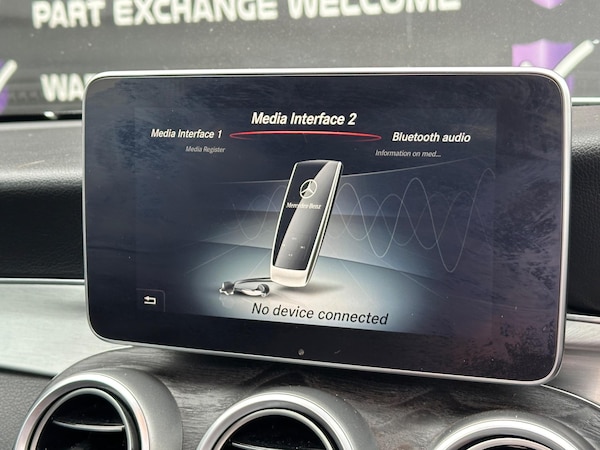 PART EXCHANGE WELCOME
WA
Media Interface 2
Media Interface 1
Bluetooth audio
Media Register
Information on med...
Mercedes-Benz
No device connected